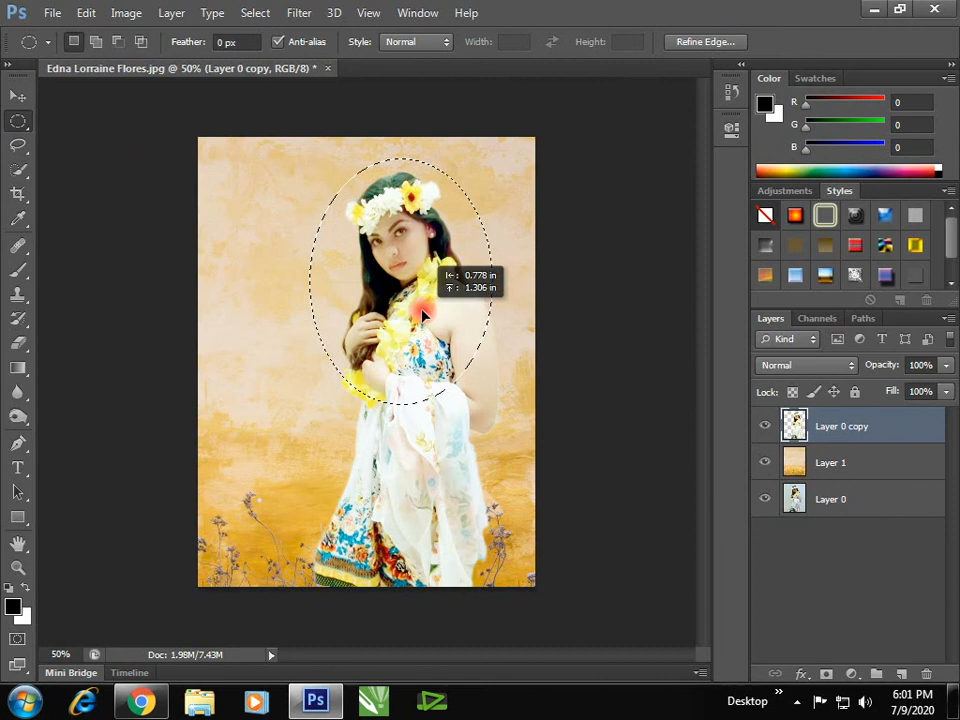 Ps File Edit Image Layer Type Select Filter 3D View Window Help
Feather: 0 px Anti-alias Style: Normal Width: Height: Refine Edge...
Edna Lorraine Flores.jpg @ 50% (Layer 0 copy, RGB/8) * ×
Color Swatches
R 0
G 0
B 0
Adjustments Styles
0.778 in
1.306 in
Layers Channels Paths
Kind
Normal Opacity: 100%
Lock: Fill: 100%
Layer 0 copy
Layer 1
Layer 0
50% Doc: 1.98M/7.43M
Mini Bridge Timeline
Ps Desktop » 6:01 PM
7/9/2020